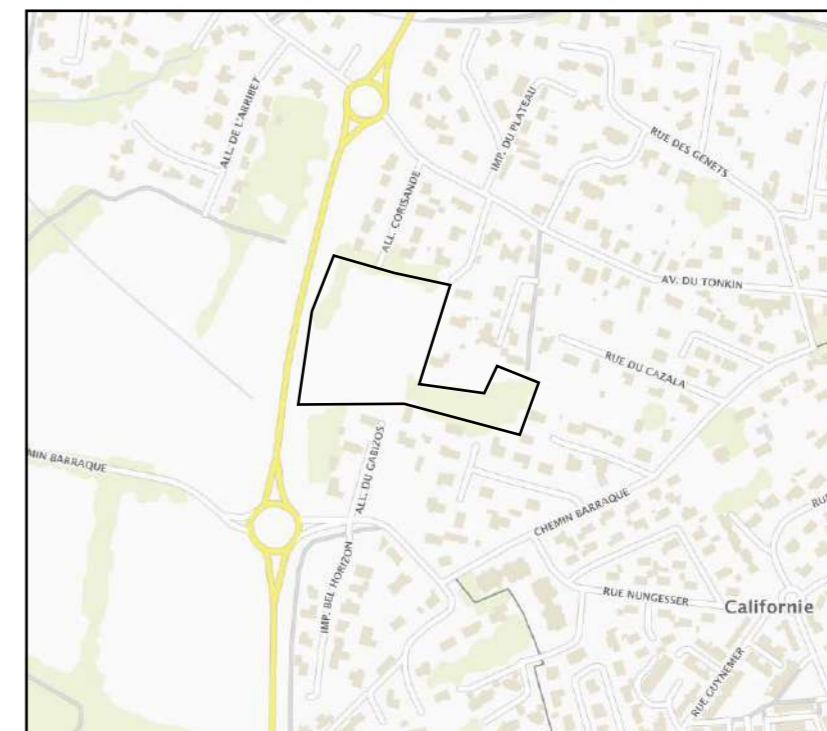 ALL. DE L'ARRIBET
IMP. DU PLATEAU
RUE DES GENETS
ALL. CORISANDE
AV. DU TONKIN
RUE DU CAZALA
ALL. DU GABIZOS
MIN BARRAQUE
CHEMIN BARRAQUE
RU
IMP. BEL HORIZON
RUE NUNGESSER
Californie
RUE GUYNEMER